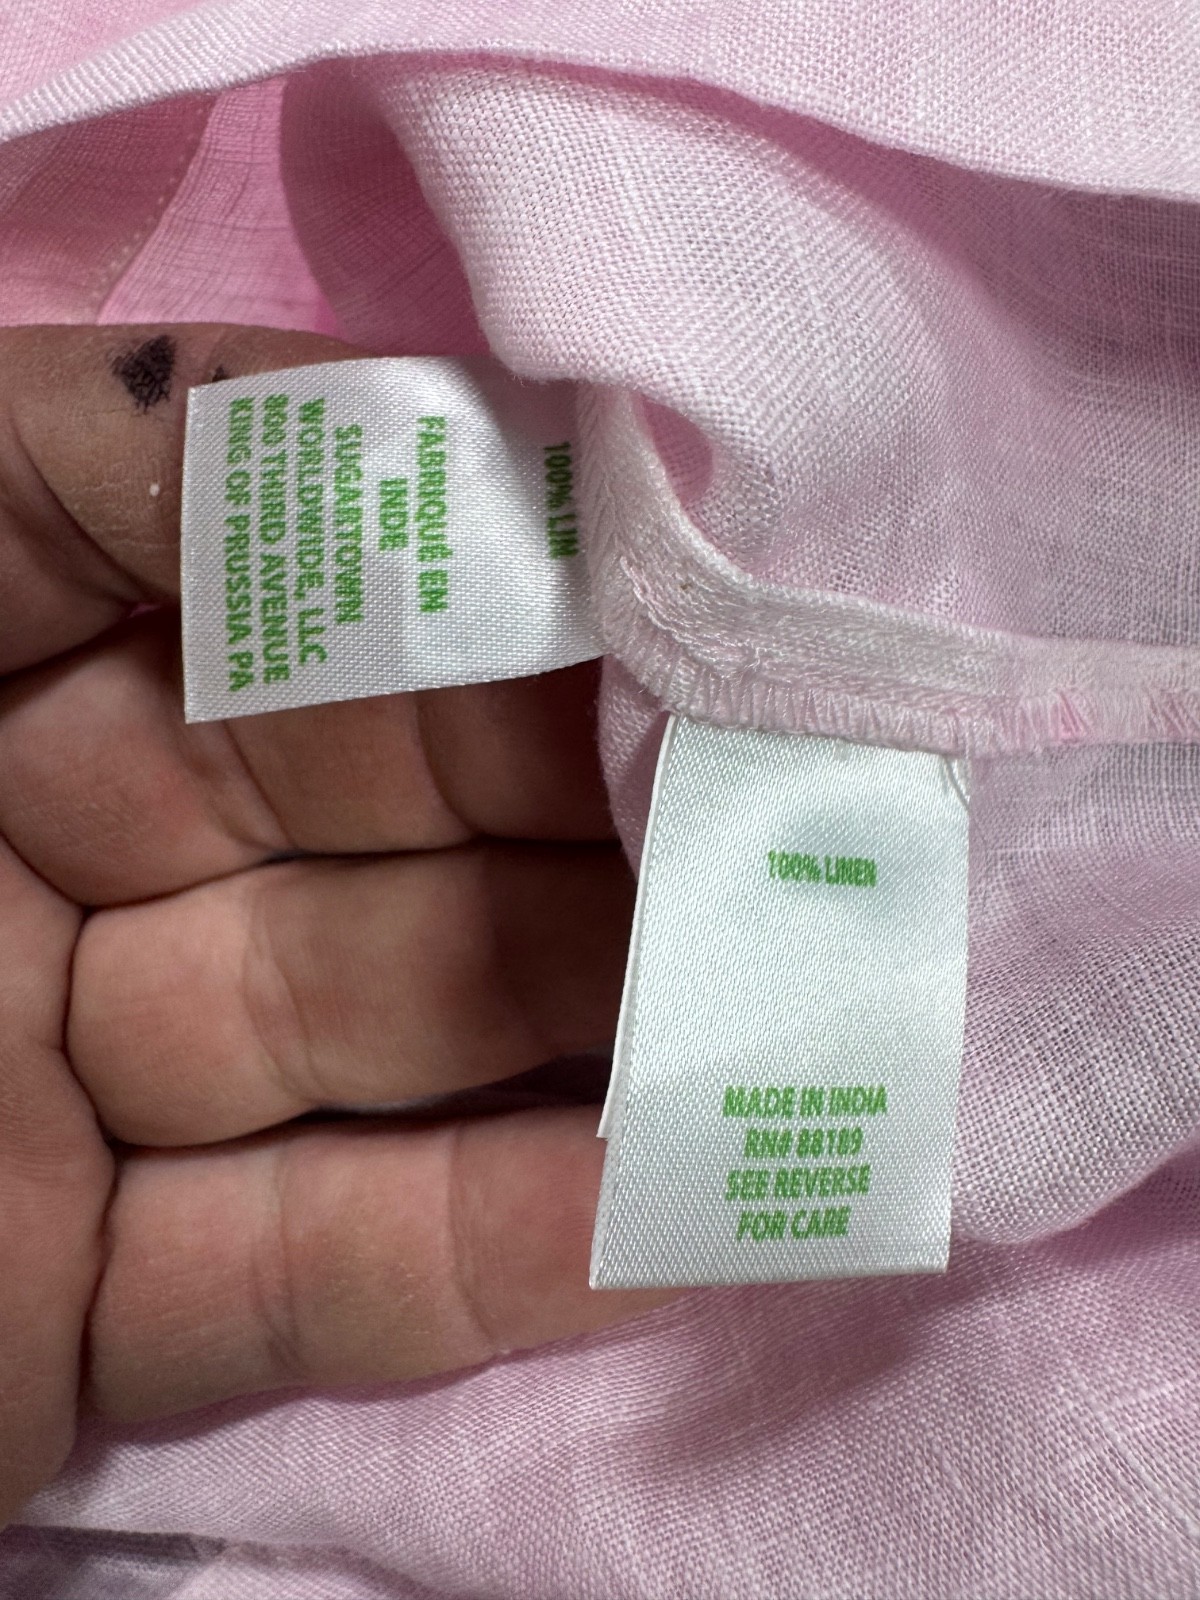 100% LIN
FABRIQUÉ EN
INDE
SUGARTOWN
WORLDWIDE, LLC
800 THIRD AVENUE
KING OF PRUSSIA PA
100% LINEN
MADE IN INDIA
RN# 88189
SEE REVERSE
FOR CARE